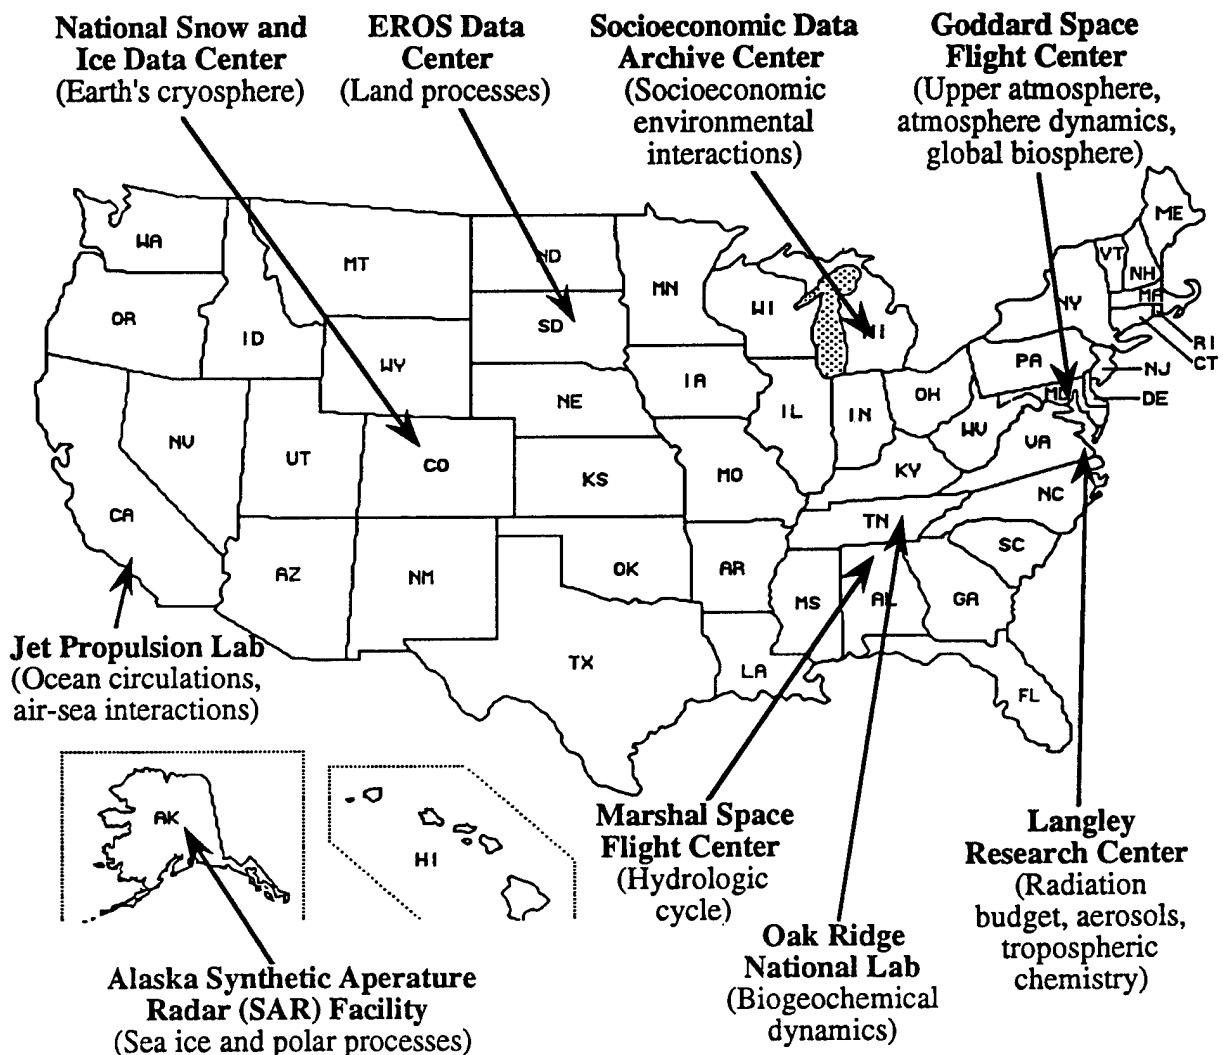 National Snow and
Ice Data Center
(Earth's cryosphere)
EROS Data
Center
(Land processes)
Socioeconomic Data
Archive Center
(Socioeconomic
environmental
interactions)
Goddard Space
Flight Center
(Upper atmosphere,
atmosphere dynamics,
global biosphere)
WA
MT
ND
MN
WI
MI
VT
ME
NH
MA
NY
RI
CT
OR
ID
SD
WY
IA
PA
NJ
OH
MD
DE
NE
IL
IN
WV
VA
NV
UT
CO
KS
MO
KY
NC
CA
TN
SC
AZ
NM
OK
AR
MS
AL
GA
TX
LA
FL
Jet Propulsion Lab
(Ocean circulations,
air-sea interactions)
AK
HI
Marshal Space
Flight Center
(Hydrologic
cycle)
Langley
Research Center
(Radiation
budget, aerosols,
tropospheric
chemistry)
Oak Ridge
National Lab
(Biogeochemical
dynamics)
Alaska Synthetic Aperature
Radar (SAR) Facility
(Sea ice and polar processes)